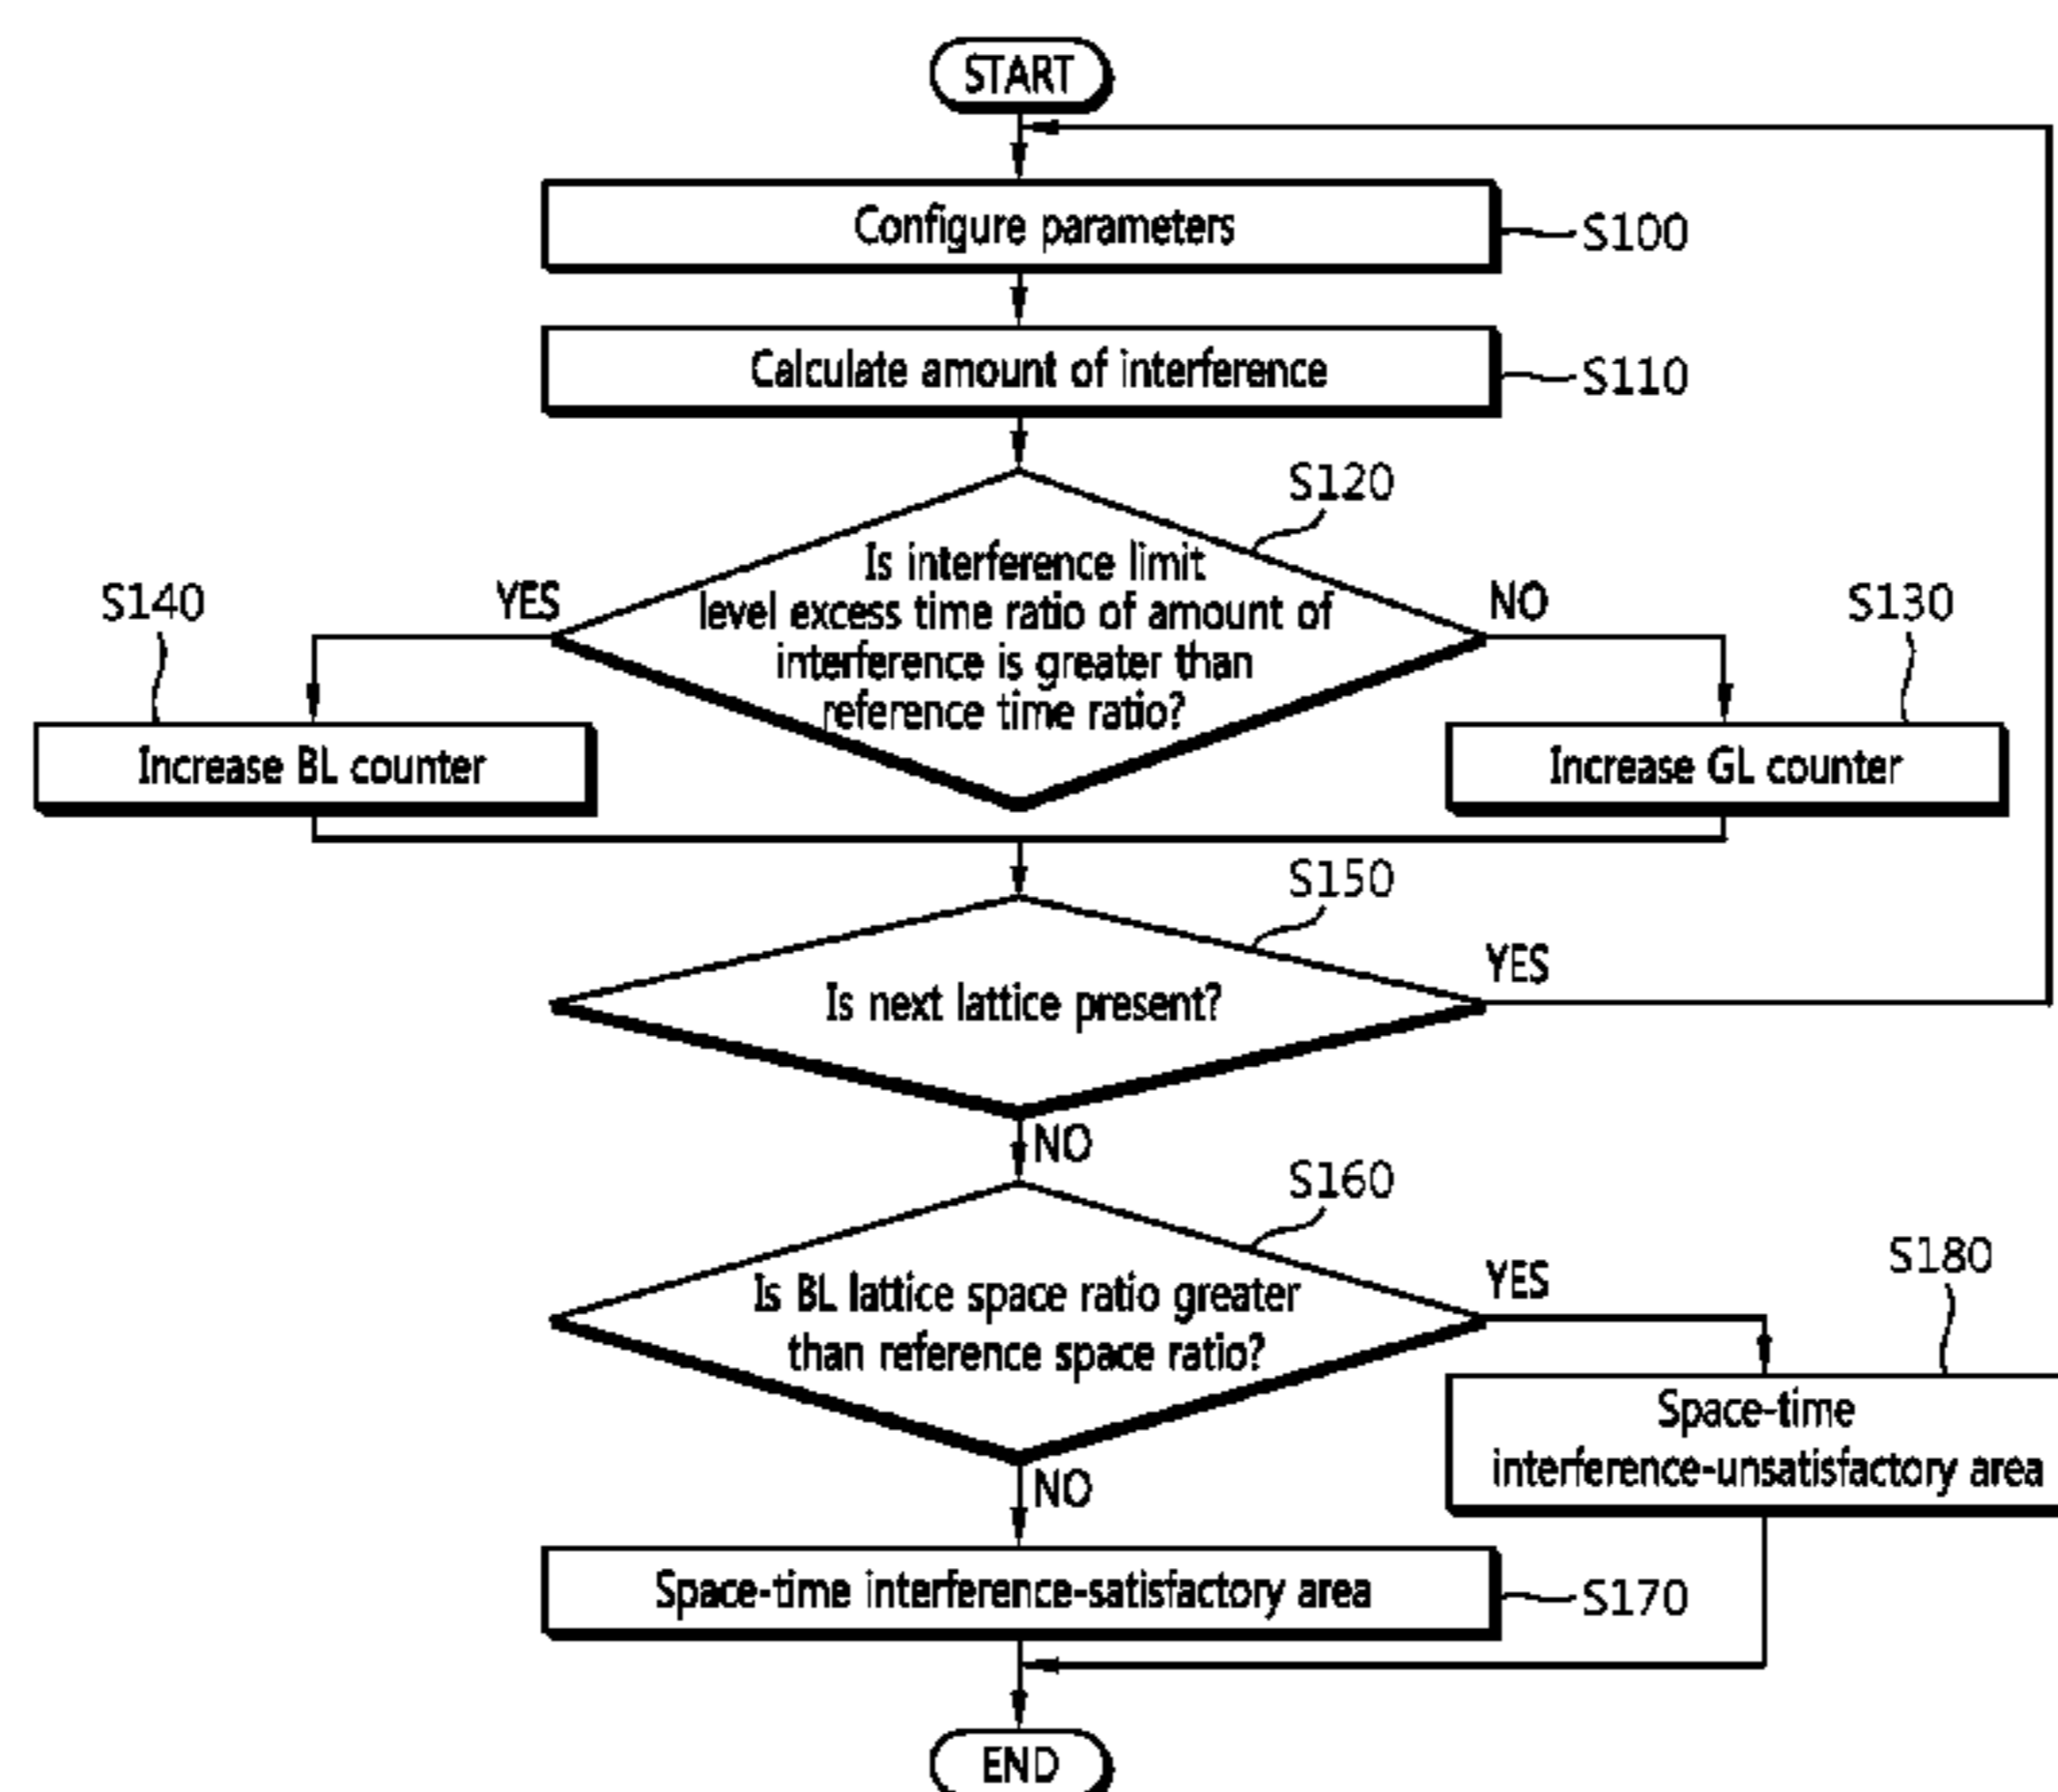 START
Configure parameters
S100
Calculate amount of interference
S110
S120
Is interference limit
level excess time ratio of amount of
interference is greater than
reference time ratio?
YES
NO
S140
S130
Increase BL counter
Increase GL counter
S150
Is next lattice present?
YES
NO
S160
Is BL lattice space ratio greater
than reference space ratio?
YES
S180
Space-time
interference-unsatisfactory area
NO
Space-time interference-satisfactory area
S170
END